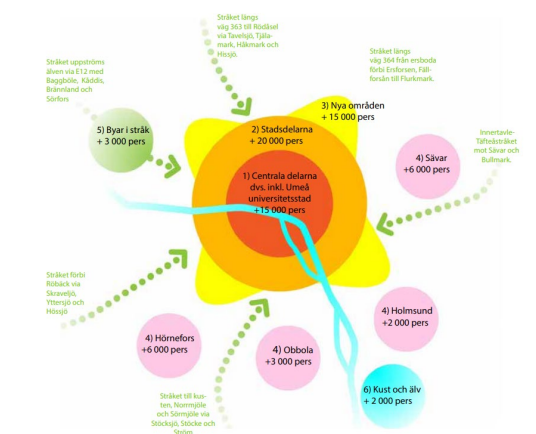 Stråket längs
väg 363 till Rödåsel
via Tavelsjö, Tjäla-
mark, Håkmark och
Hissjö.
Stråket uppströms
älven via E12 med
Baggböle, Kåddis,
Brännland och
Sörfors
Stråket längs
väg 364 från ersboda
förbi Ersforsen, Fäll-
forsån till Flurkmark.
3) Nya områden
+ 15 000 pers
5) Byar i stråk
+ 3 000 pers
2) Stadsdelarna
+ 20 000 pers
Innertavle-
Täfteåstråket
mot Sävar och
Bullmark.
4) Sävar
+6 000 pers
1) Centrala delarna
dvs. inkl. Umeå
universitetsstad
+15 000 pers
Stråket förbi
Röbäck via
Skraveljö,
Yttersjö och
Hössjö
4) Holmsund
+2 000 pers
4) Hörnefors
+6 000 pers
4) Obbola
+3 000 pers
6) Kust och älv
+ 2 000 pers
Stråket till kus-
ten, Norrmjöle
och Sörmjöle via
Stöcksjö, Stöcke och
Ström